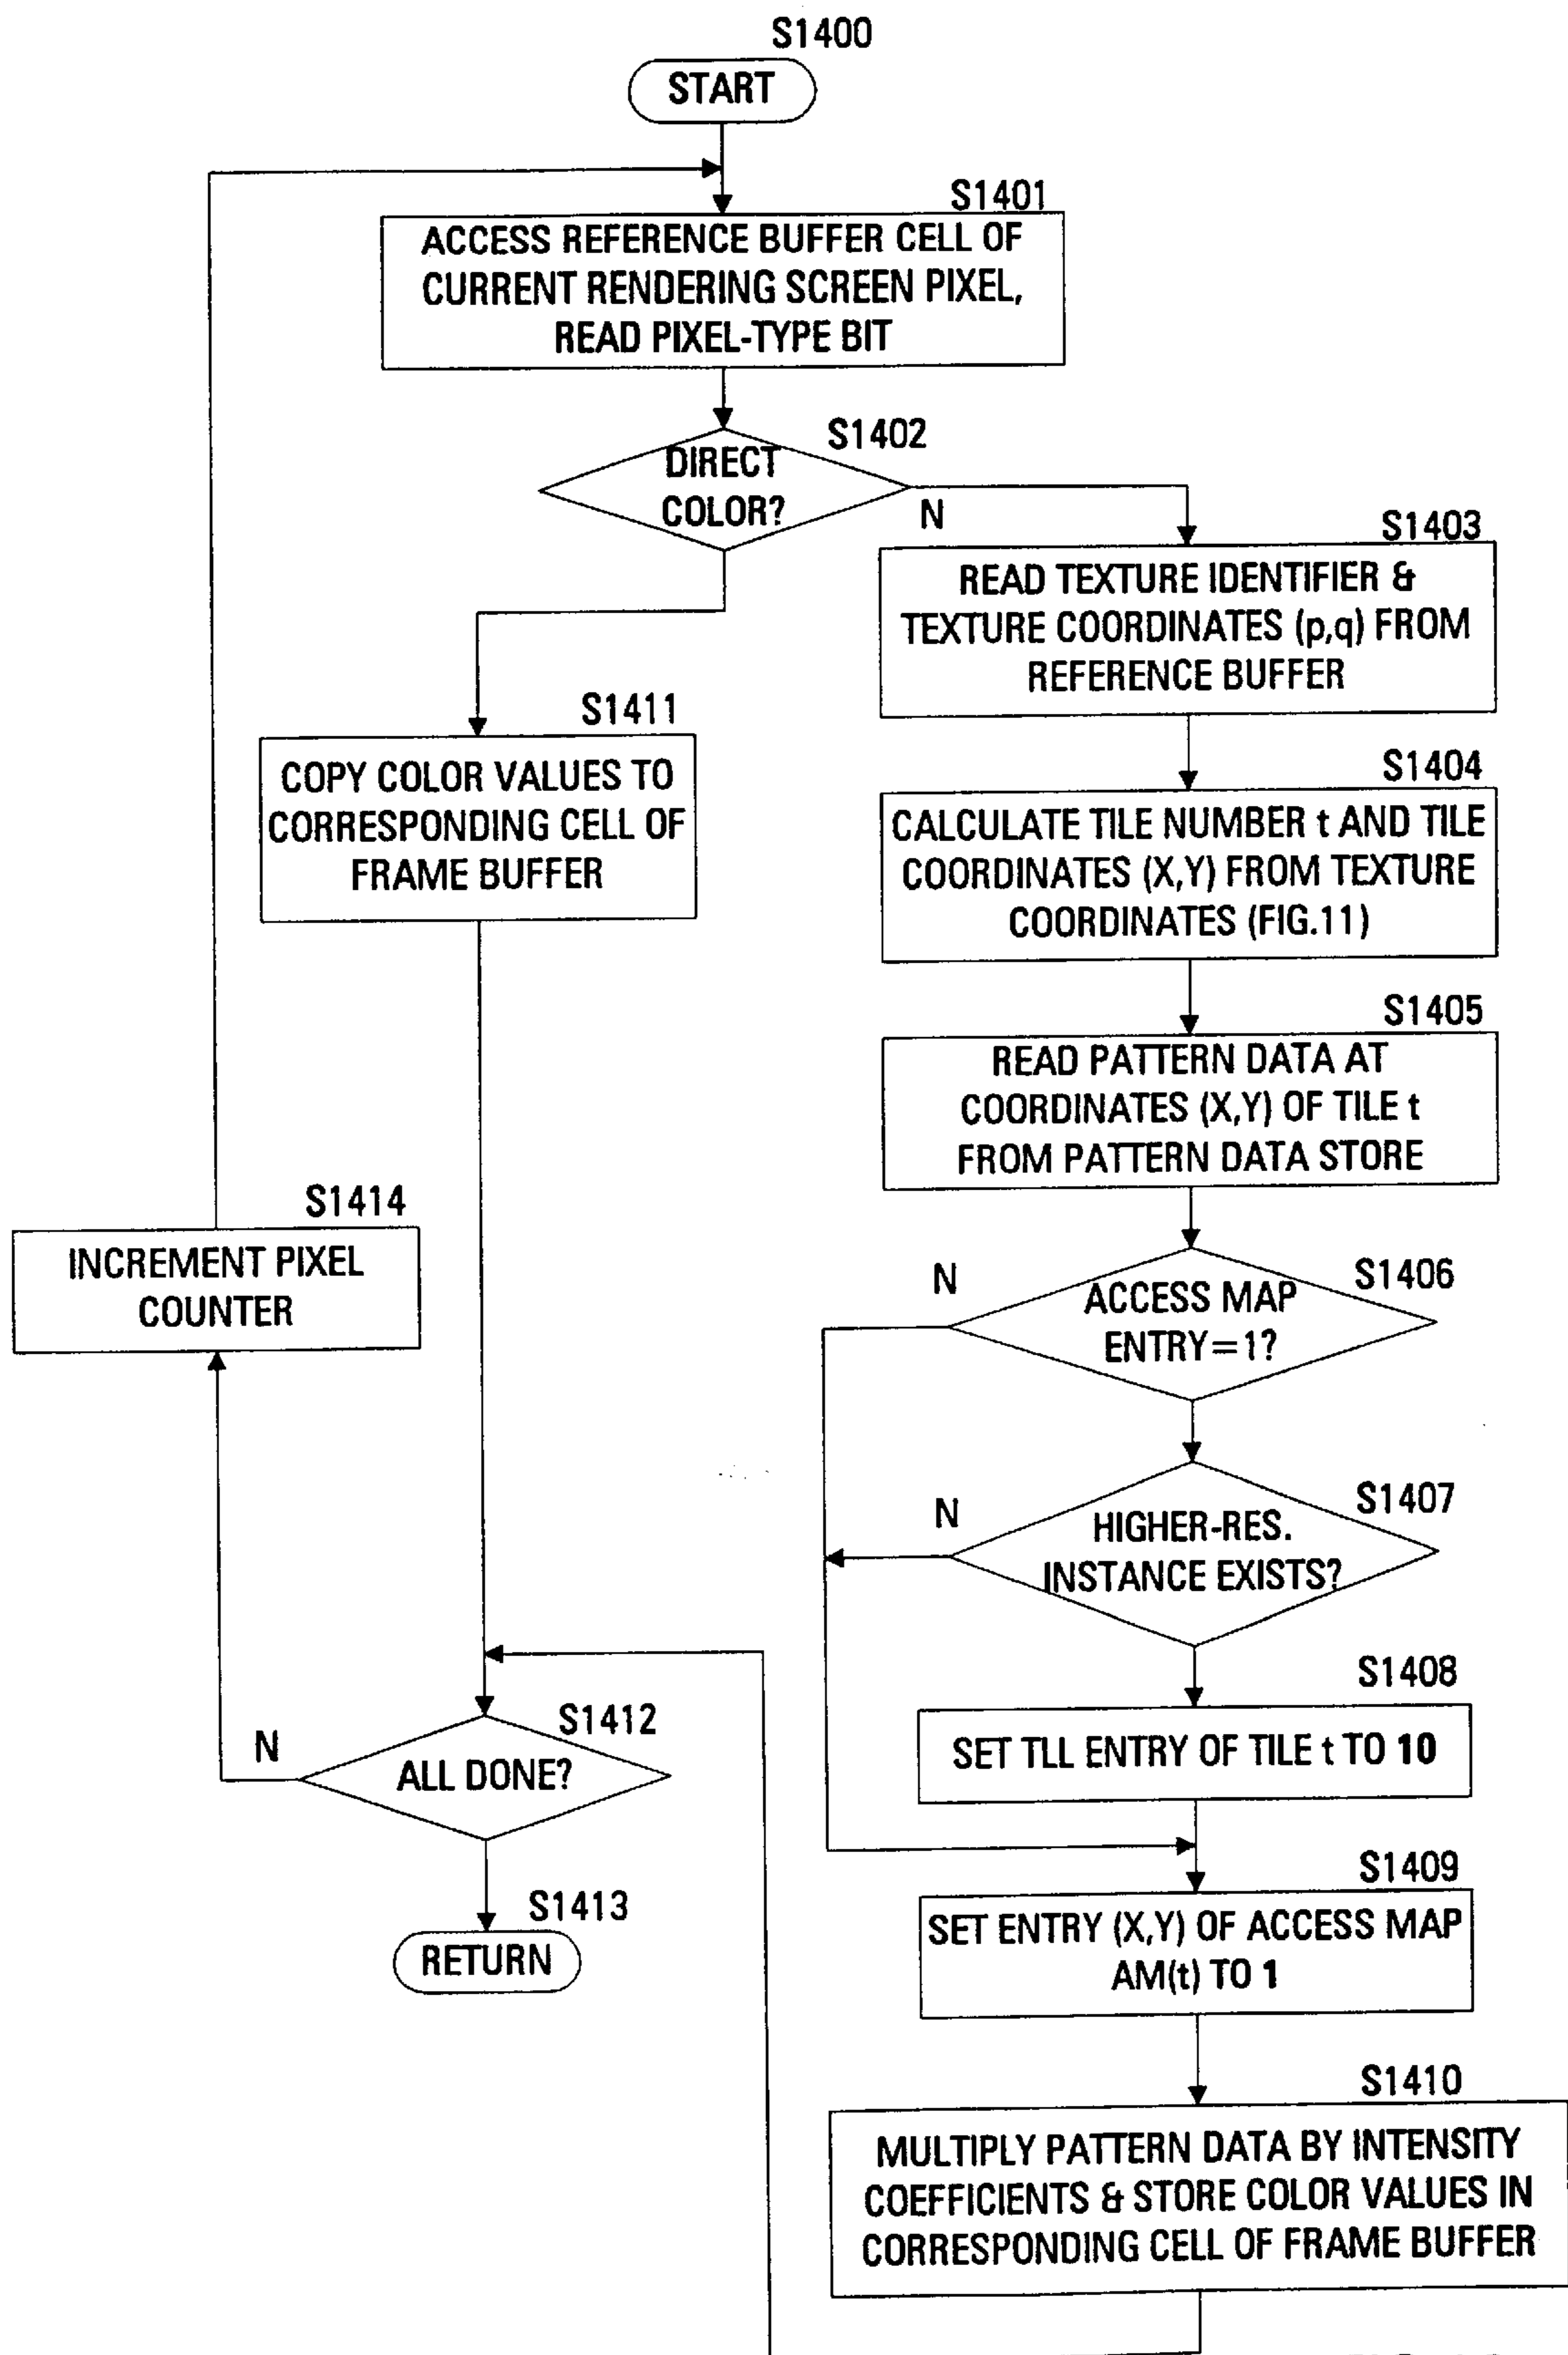 S1400
START
S1401
ACCESS REFERENCE BUFFER CELL OF
CURRENT RENDERING SCREEN PIXEL,
READ PIXEL-TYPE BIT
S1402
DIRECT
COLOR?
N
S1403
READ TEXTURE IDENTIFIER &
TEXTURE COORDINATES (p,q) FROM
REFERENCE BUFFER
S1411
COPY COLOR VALUES TO
CORRESPONDING CELL OF
FRAME BUFFER
S1404
CALCULATE TILE NUMBER t AND TILE
COORDINATES (X,Y) FROM TEXTURE
COORDINATES (FIG.11)
S1405
READ PATTERN DATA AT
COORDINATES (X,Y) OF TILE t
FROM PATTERN DATA STORE
S1414
INCREMENT PIXEL
COUNTER
N
S1406
ACCESS MAP
ENTRY=1?
N
S1407
HIGHER-RES.
INSTANCE EXISTS?
S1408
SET TLL ENTRY OF TILE t TO 10
S1412
N
ALL DONE?
S1409
SET ENTRY (X,Y) OF ACCESS MAP
AM(t) TO 1
S1413
RETURN
S1410
MULTIPLY PATTERN DATA BY INTENSITY
COEFFICIENTS & STORE COLOR VALUES IN
CORRESPONDING CELL OF FRAME BUFFER